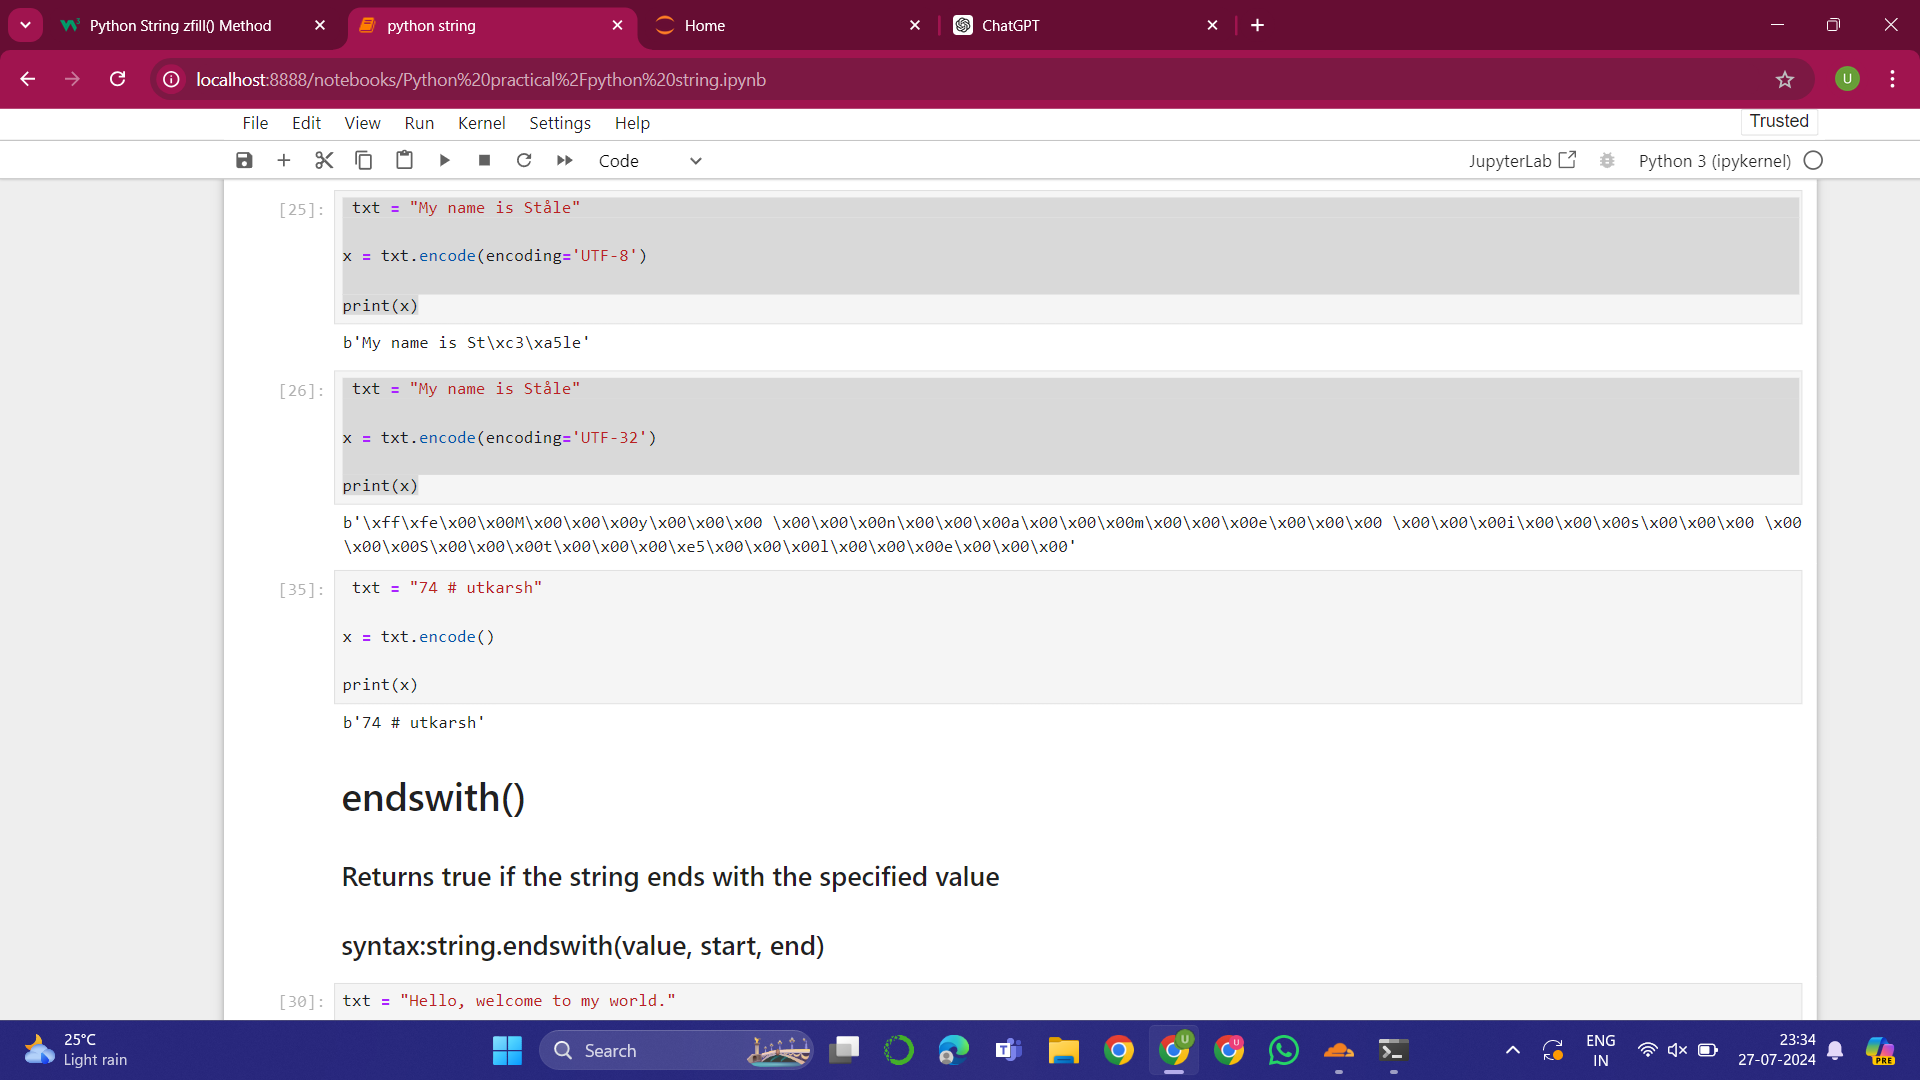 Python String zfill() Method
python string
Home
ChatGPT
localhost:8888/notebooks/Python%20practical%2Fpython%20string.ipynb
U
File Edit View Run Kernel Settings Help
Trusted
Code
JupyterLab
Python 3 (ipykernel)
[25]:
txt = "My name is Ståle"
x = txt.encode(encoding='UTF-8')
print(x)
b'My name is St\xc3\xa5le'
[26]:
txt = "My name is Ståle"
x = txt.encode(encoding='UTF-32')
print(x)
b'\xff\xfe\x00\x00M\x00\x00\x00y\x00\x00\x00 \x00\x00\x00n\x00\x00\x00a\x00\x00\x00m\x00\x00\x00e\x00\x00\x00 \x00\x00\x00i\x00\x00\x00s\x00\x00\x00 \x00
\x00\x00S\x00\x00\x00t\x00\x00\x00\xe5\x00\x00\x00l\x00\x00\x00e\x00\x00\x00'
[35]:
txt = "74 # utkarsh"
x = txt.encode()
print(x)
b'74 # utkarsh'
endswith()
Returns true if the string ends with the specified value
syntax:string.endswith(value, start, end)
[30]:
txt = "Hello, welcome to my world."
25°C
Light rain
Search
ENG
IN
23:34
27-07-2024
PRE